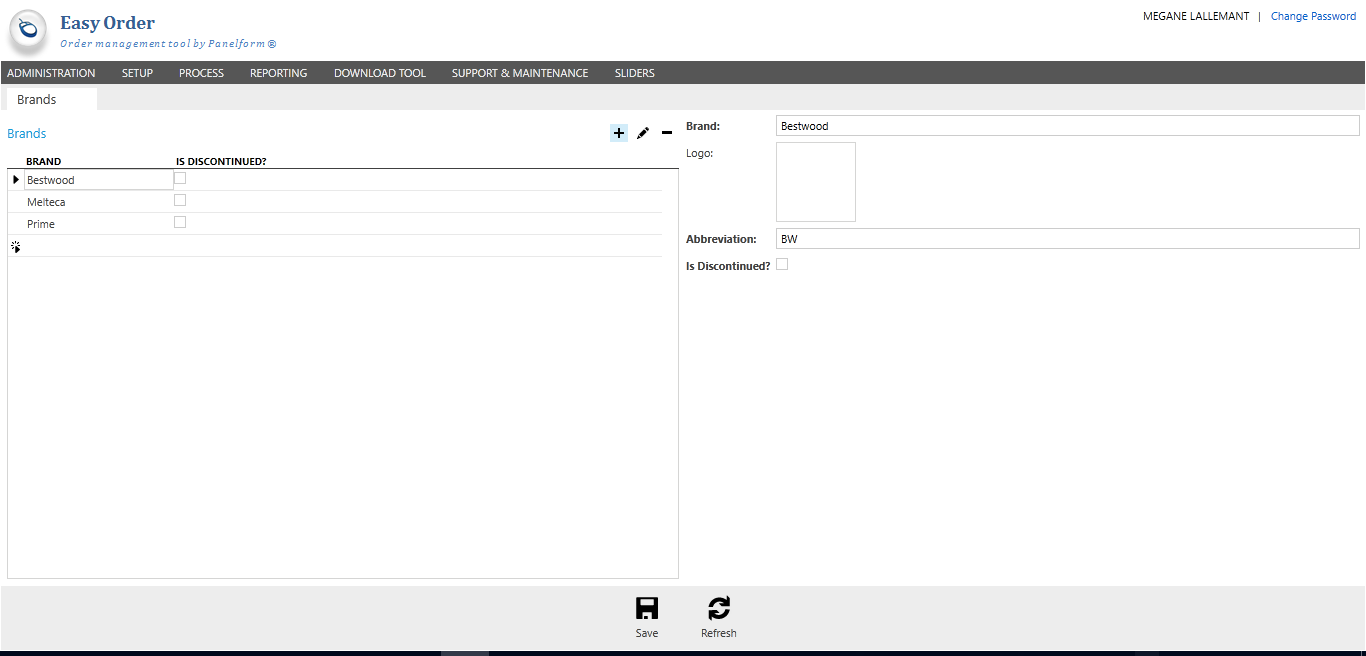 Easy Order
Order management tool by Panelform®
MEGANE LALLEMANT | Change Password
ADMINISTRATION SETUP PROCESS REPORTING DOWNLOAD TOOL SUPPORT & MAINTENANCE SLIDERS
Brands
Brands
BRAND IS DISCONTINUED?
Bestwood
Melteca
Prime
Brand: Bestwood
Logo:
Abbreviation: BW
Is Discontinued?
Save Refresh